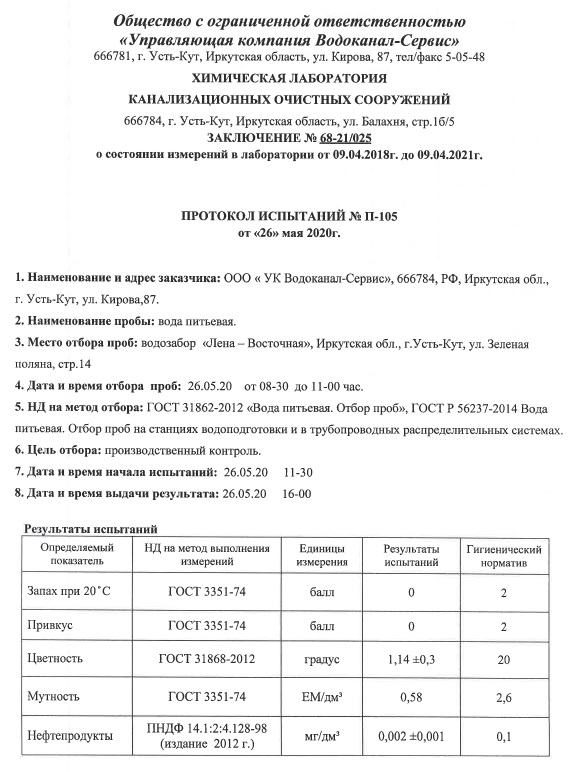 Общество с ограниченной ответственностью
«Управляющая компания Водоканал-Сервис»
666781, г. Усть-Кут, Иркутская область, ул. Кирова, 87, тел/факс 5-05-48
ХИМИЧЕСКАЯ ЛАБОРАТОРИЯ
КАНАЛИЗАЦИОННЫХ ОЧИСТНЫХ СООРУЖЕНИЙ
666784, г. Усть-Кут, Иркутская область, ул. Балахня, стр.1б/5
ЗАКЛЮЧЕНИЕ № 68-21/025
о состоянии измерений в лаборатории от 09.04.2018г. до 09.04.2021г.
ПРОТОКОЛ ИСПЫТАНИЙ № П-105
от «26» мая 2020г.
1. Наименование и адрес заказчика: ООО « УК Водоканал-Сервис», 666784, РФ, Иркутская обл.,
г. Усть-Кут, ул. Кирова,87.
2. Наименование пробы: вода питьевая.
3. Место отбора проб: водозабор «Лена – Восточная», Иркутская обл., г.Усть-Кут, ул. Зеленая
поляна, стр.14
4. Дата и время отбора проб: 26.05.20 от 08-30 до 11-00 час.
5. НД на метод отбора: ГОСТ 31862-2012 «Вода питьевая. Отбор проб», ГОСТ Р 56237-2014 Вода
питьевая. Отбор проб на станциях водоподготовки и в трубопроводных распределительных системах.
6. Цель отбора: производственный контроль.
7. Дата и время начала испытаний: 26.05.20 11-30
8. Дата и время выдачи результата: 26.05.20 16-00
Результаты испытаний
Определяемый показатель НД на метод выполнения измерений Единицы измерения Результаты испытаний Гигиенический норматив
Запах при 20˚С ГОСТ 3351-74 балл 0 2
Привкус ГОСТ 3351-74 балл 0 2
Цветность ГОСТ 31868-2012 градус 1,14 ±0,3 20
Мутность ГОСТ 3351-74 ЕМ/дм³ 0,58 2,6
Нефтепродукты ПНДФ 14.1:2:4.128-98 (издание 2012 г.) мг/дм³ 0,002 ±0,001 0,1